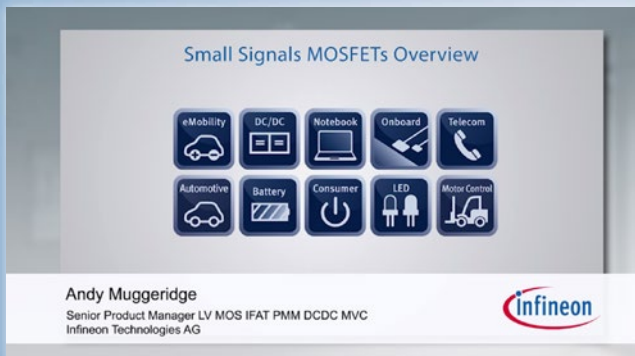 Small Signals MOSFETs Overview
eMobility
DC/DC
Notebook
Onboard
Telecom
Automotive
Battery
Consumer
LED
Motor Control
Andy Muggeridge
Senior Product Manager LV MOS IFAT PMM DCDC MVC
Infineon Technologies AG
infineon